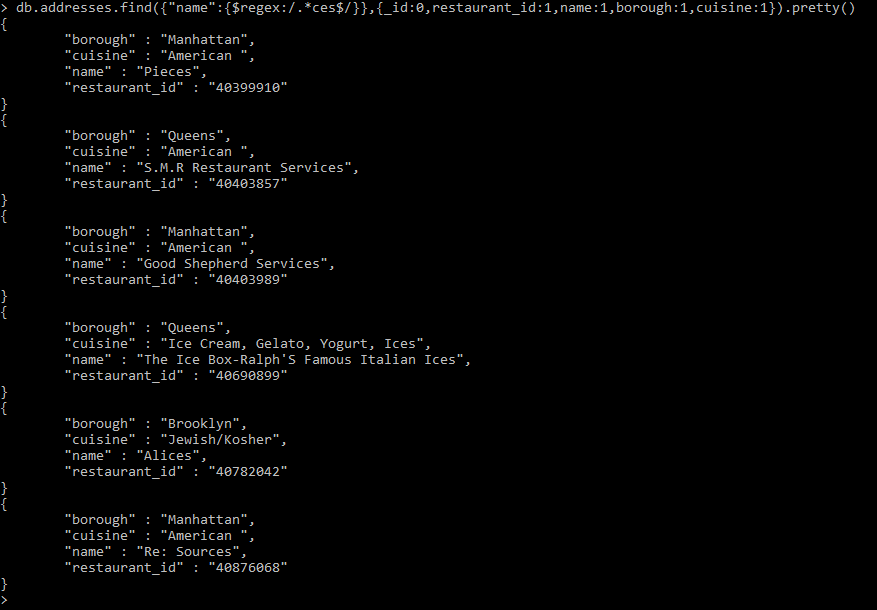 > db.addresses.find({"name":{$regex:/.*ces$/}},{_id:0,restaurant_id:1,name:1,borough:1,cuisine:1}).pretty()
{
        "borough" : "Manhattan",
        "cuisine" : "American ",
        "name" : "Pieces",
        "restaurant_id" : "40399910"
}
{
        "borough" : "Queens",
        "cuisine" : "American ",
        "name" : "S.M.R Restaurant Services",
        "restaurant_id" : "40403857"
}
{
        "borough" : "Manhattan",
        "cuisine" : "American ",
        "name" : "Good Shepherd Services",
        "restaurant_id" : "40403989"
}
{
        "borough" : "Queens",
        "cuisine" : "Ice Cream, Gelato, Yogurt, Ices",
        "name" : "The Ice Box-Ralph'S Famous Italian Ices",
        "restaurant_id" : "40690899"
}
{
        "borough" : "Brooklyn",
        "cuisine" : "Jewish/Kosher",
        "name" : "Alices",
        "restaurant_id" : "40782042"
}
{
        "borough" : "Manhattan",
        "cuisine" : "American ",
        "name" : "Re: Sources",
        "restaurant_id" : "40876068"
}
>